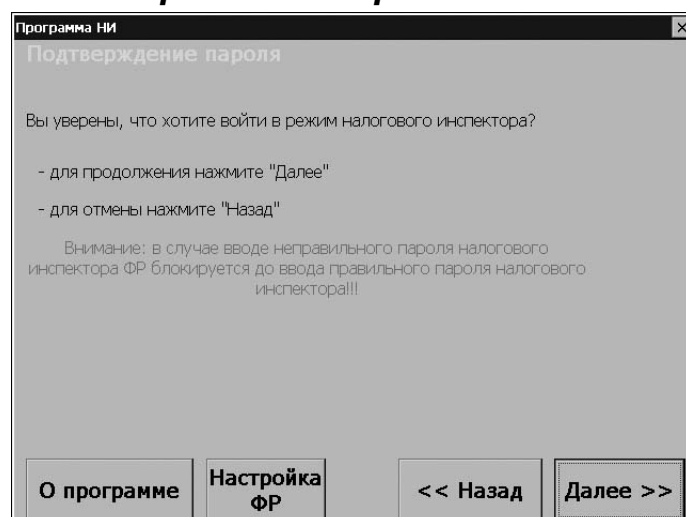 Программа НИ
Подтверждение пароля
Вы уверены, что хотите войти в режим налогового инспектора?
- для продолжения нажмите "Далее"
- для отмены нажмите "Назад"
Внимание: в случае вводе неправильного пароля налогового
инспектора ФР блокируется до ввода правильного пароля налогового
инспектора!!!
О программе
Настройка
ФР
<< Назад
Далее >>